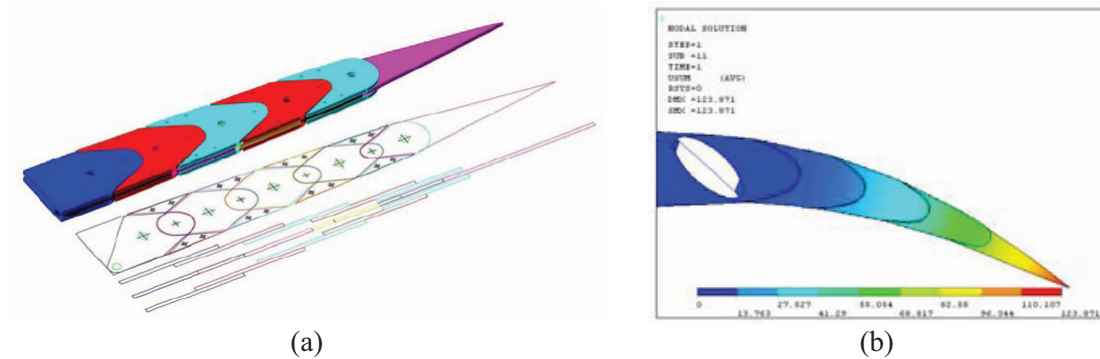 NODAL SOLUTION
STEP=1
SUB =11
TIME=1
USUM (AVG)
RSYS=0
DMX =123.871
SMX =123.871
0 27.527 55.054 82.58 110.107
13.763 41.29 68.817 96.344 123.871
(a) (b)